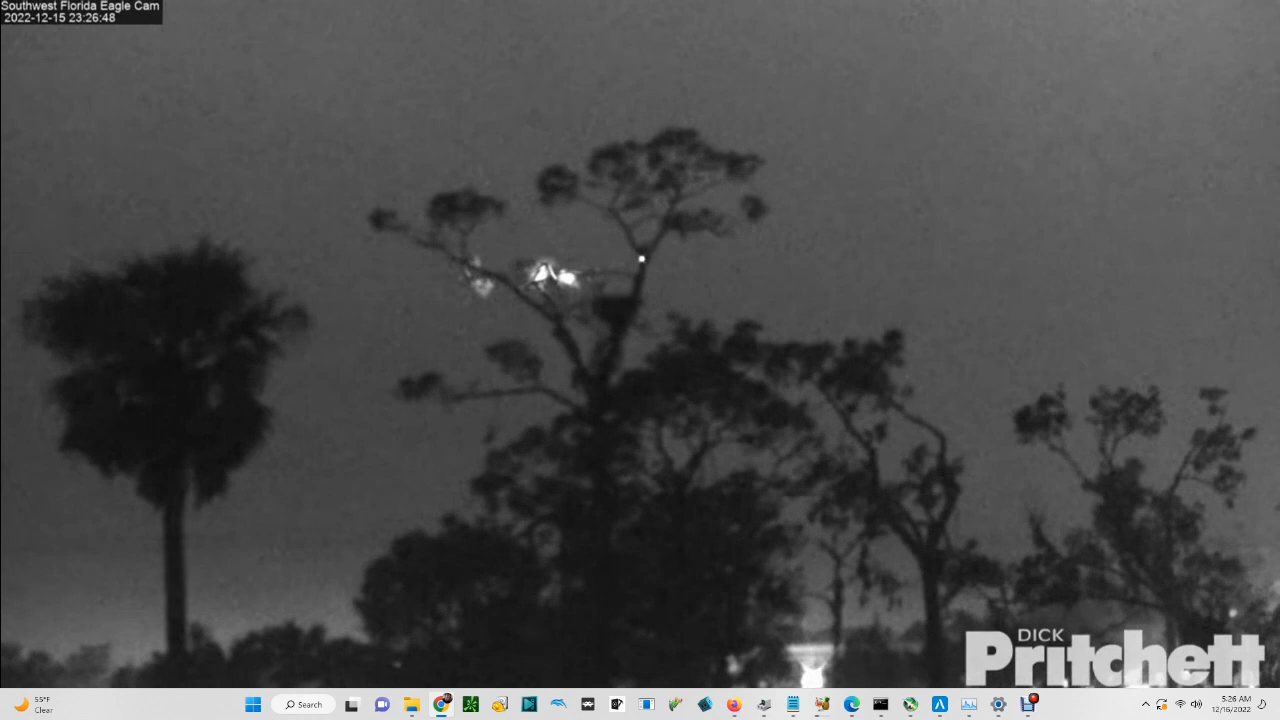 Southwest Florida Eagle Cam
2022-12-15 23:26:48
DICK
Pritchett
55°F
Clear
Search
5:26 AM
12/16/2022